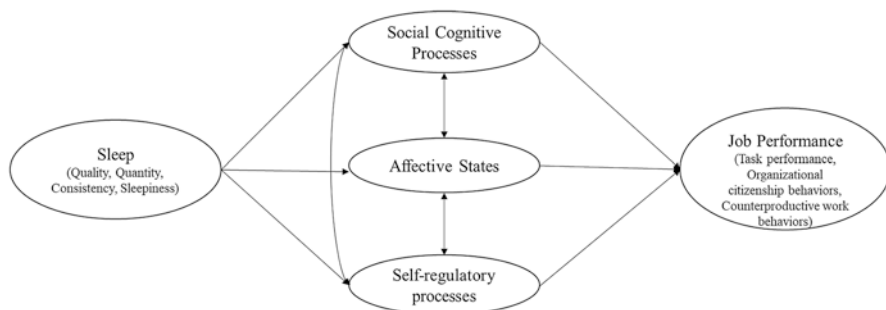 Social Cognitive
Processes
Sleep
(Quality, Quantity,
Consistency, Sleepiness)
Affective States
Job Performance
(Task performance,
Organizational
citizenship behaviors,
Counterproductive work
behaviors)
Self-regulatory
processes